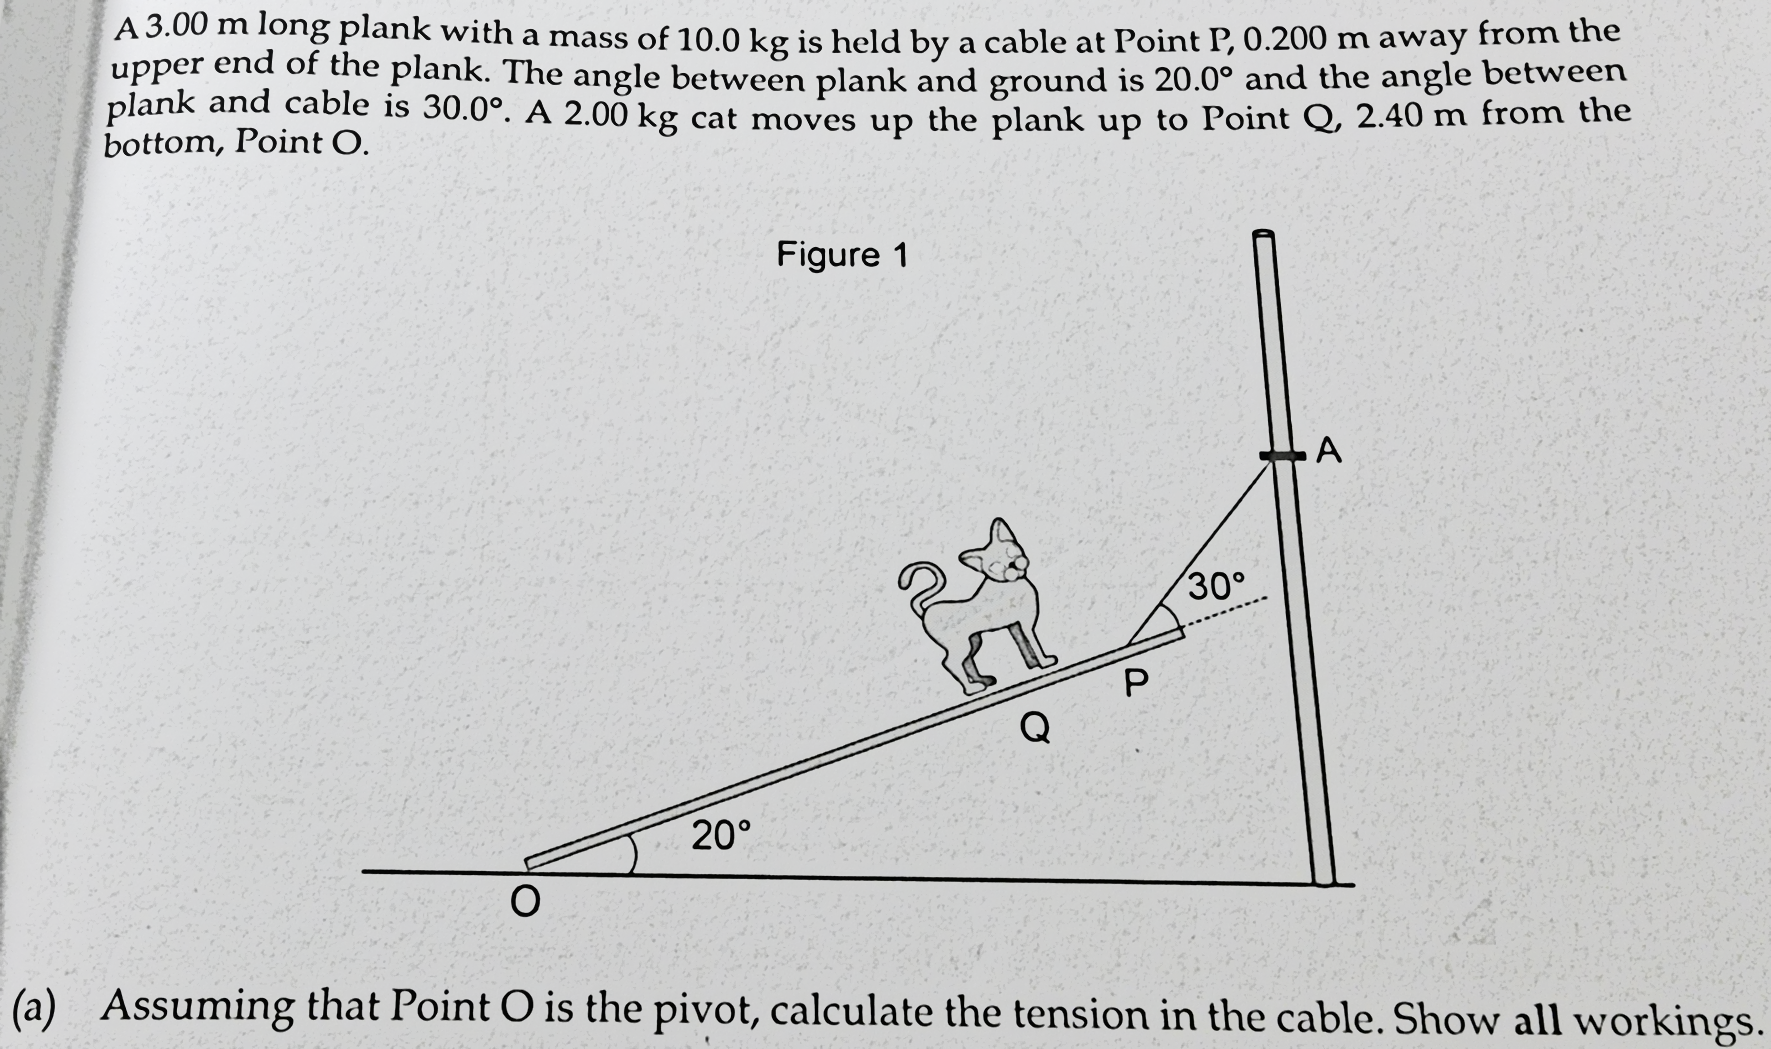 A 3.00 m long plank with a mass of 10.0 kg is held by a cable at Point P, 0.200 m away from the
upper end of the plank. The angle between plank and ground is 20.0° and the angle between
plank and cable is 30.0°. A 2.00 kg cat moves up the plank up to Point Q, 2.40 m from the
bottom, Point O.
Figure 1
A
30°
P
Q
20°
O
(a) Assuming that Point O is the pivot, calculate the tension in the cable. Show all workings.